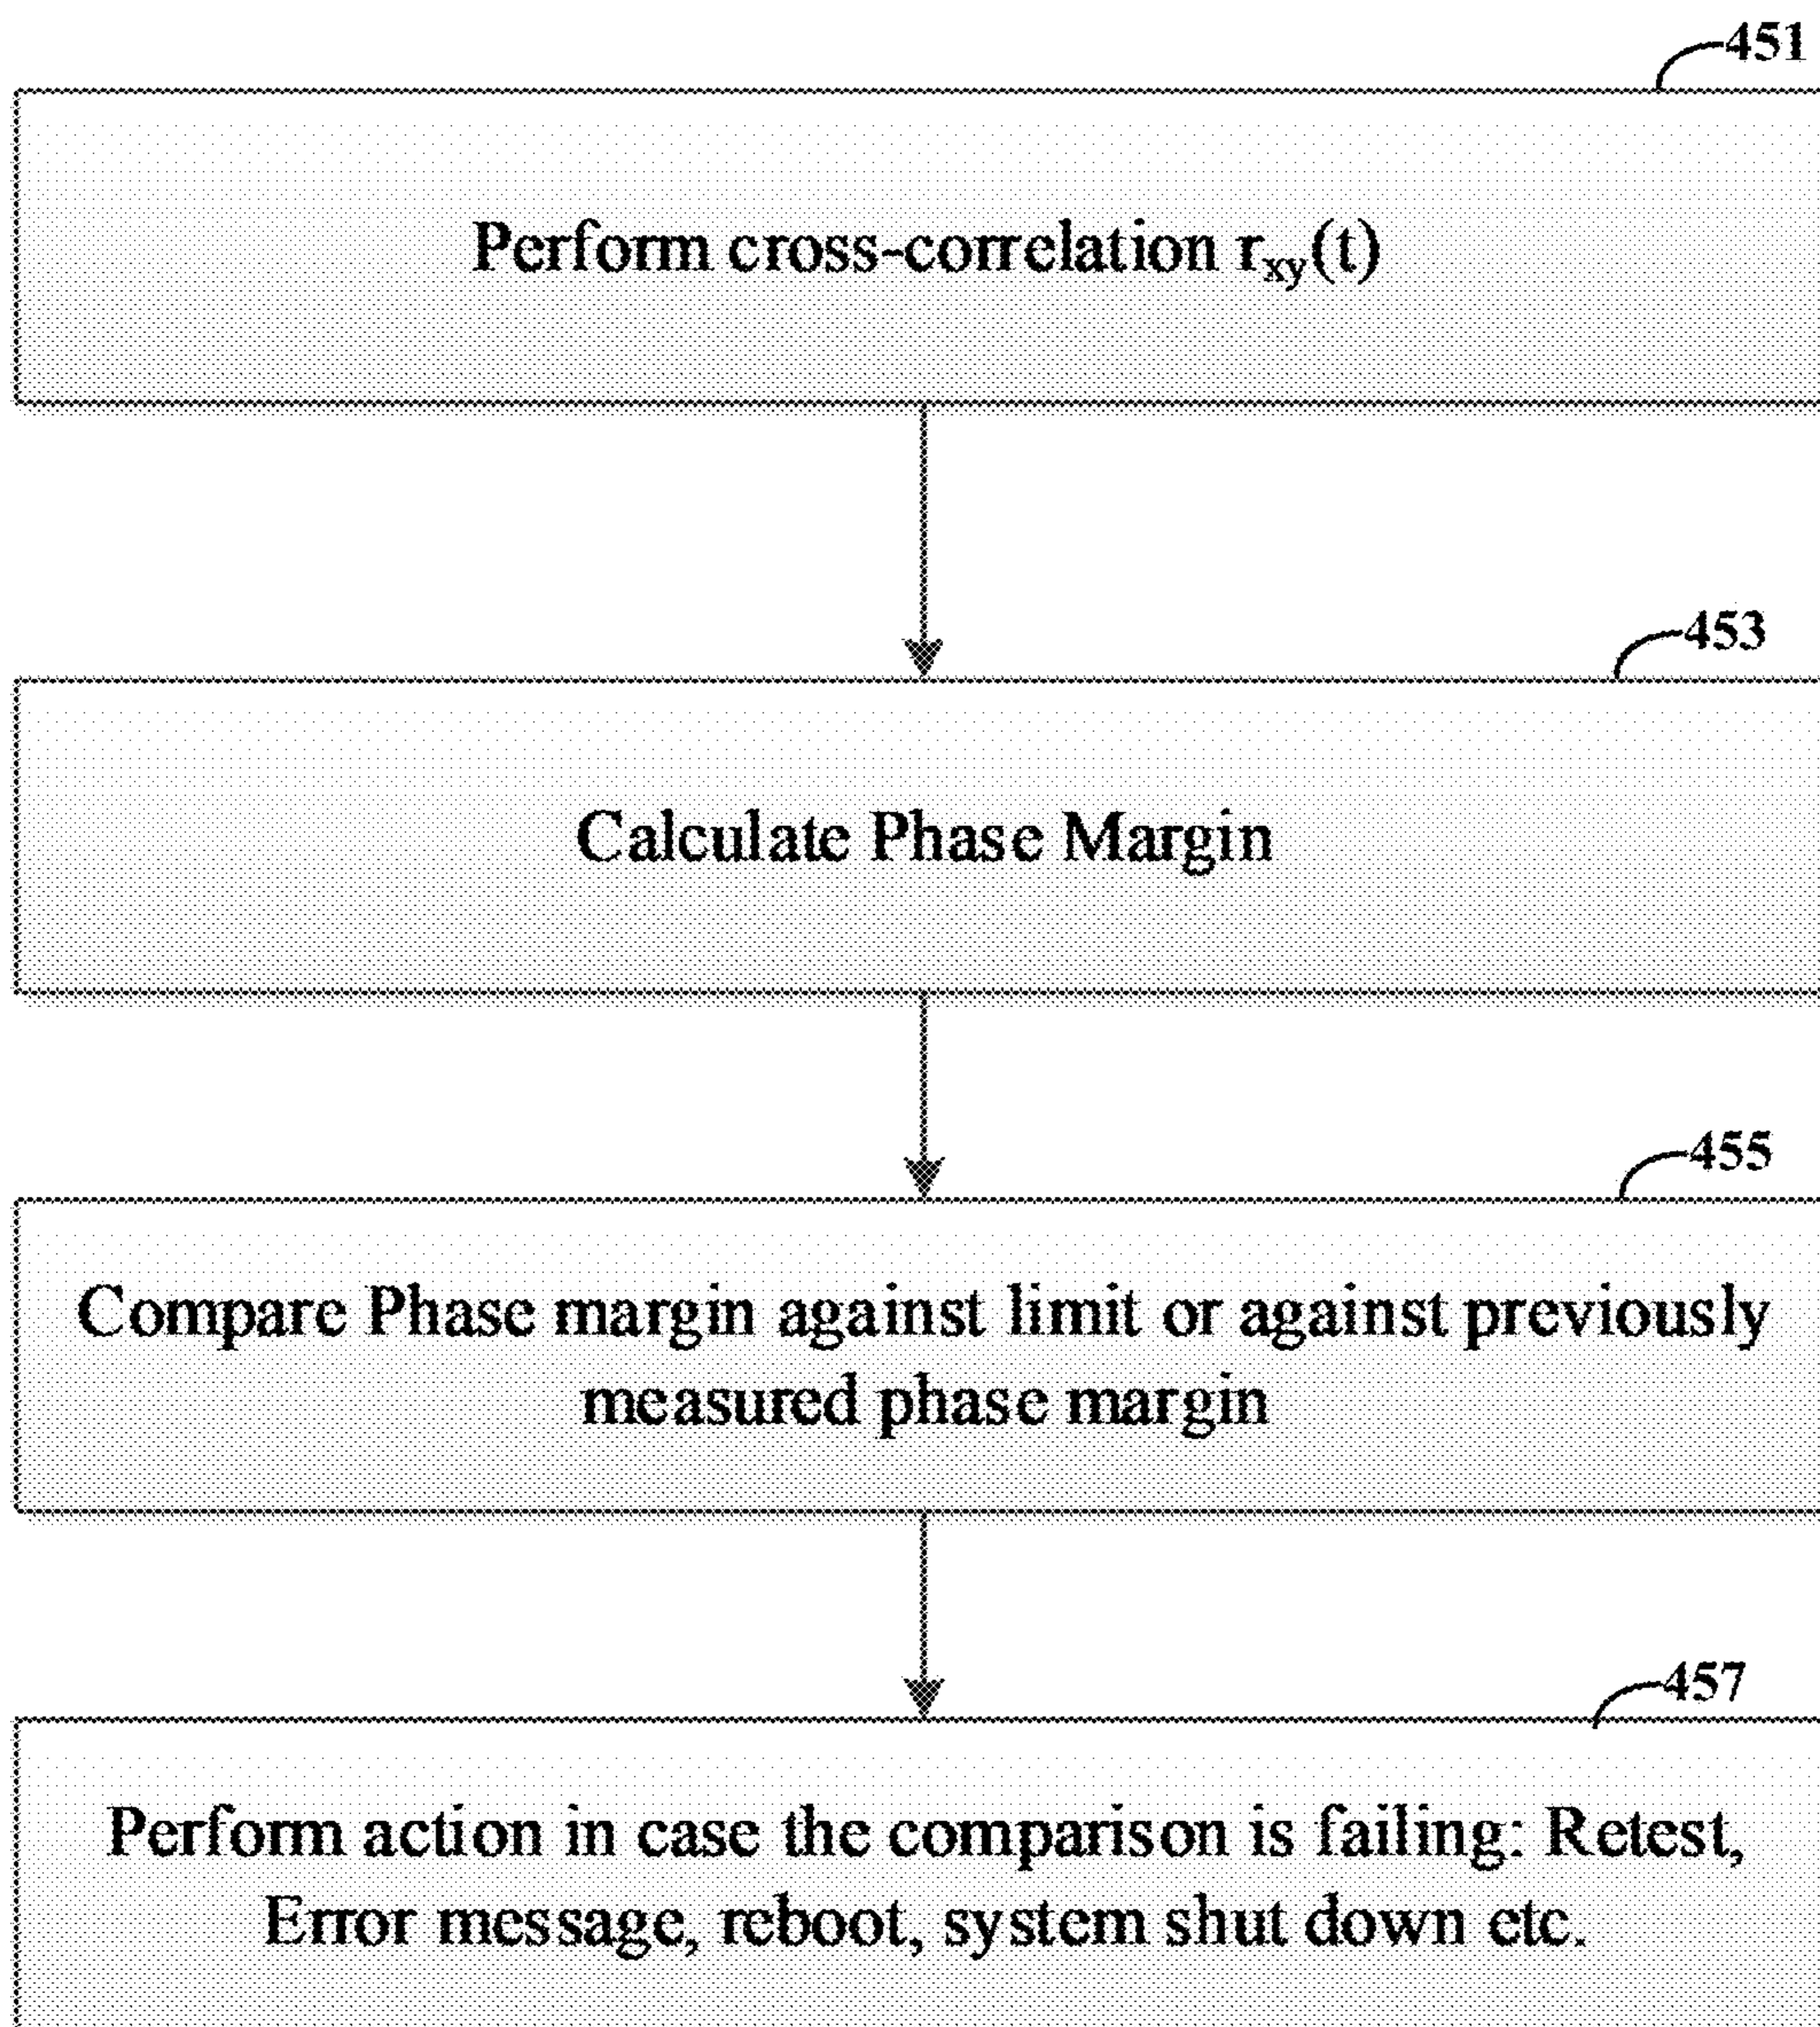 451
Perform cross-correlation rxy(t)
453
Calculate Phase Margin
455
Compare Phase margin against limit or against previously
measured phase margin
457
Perform action in case the comparison is failing: Retest,
Error message, reboot, system shut down etc.